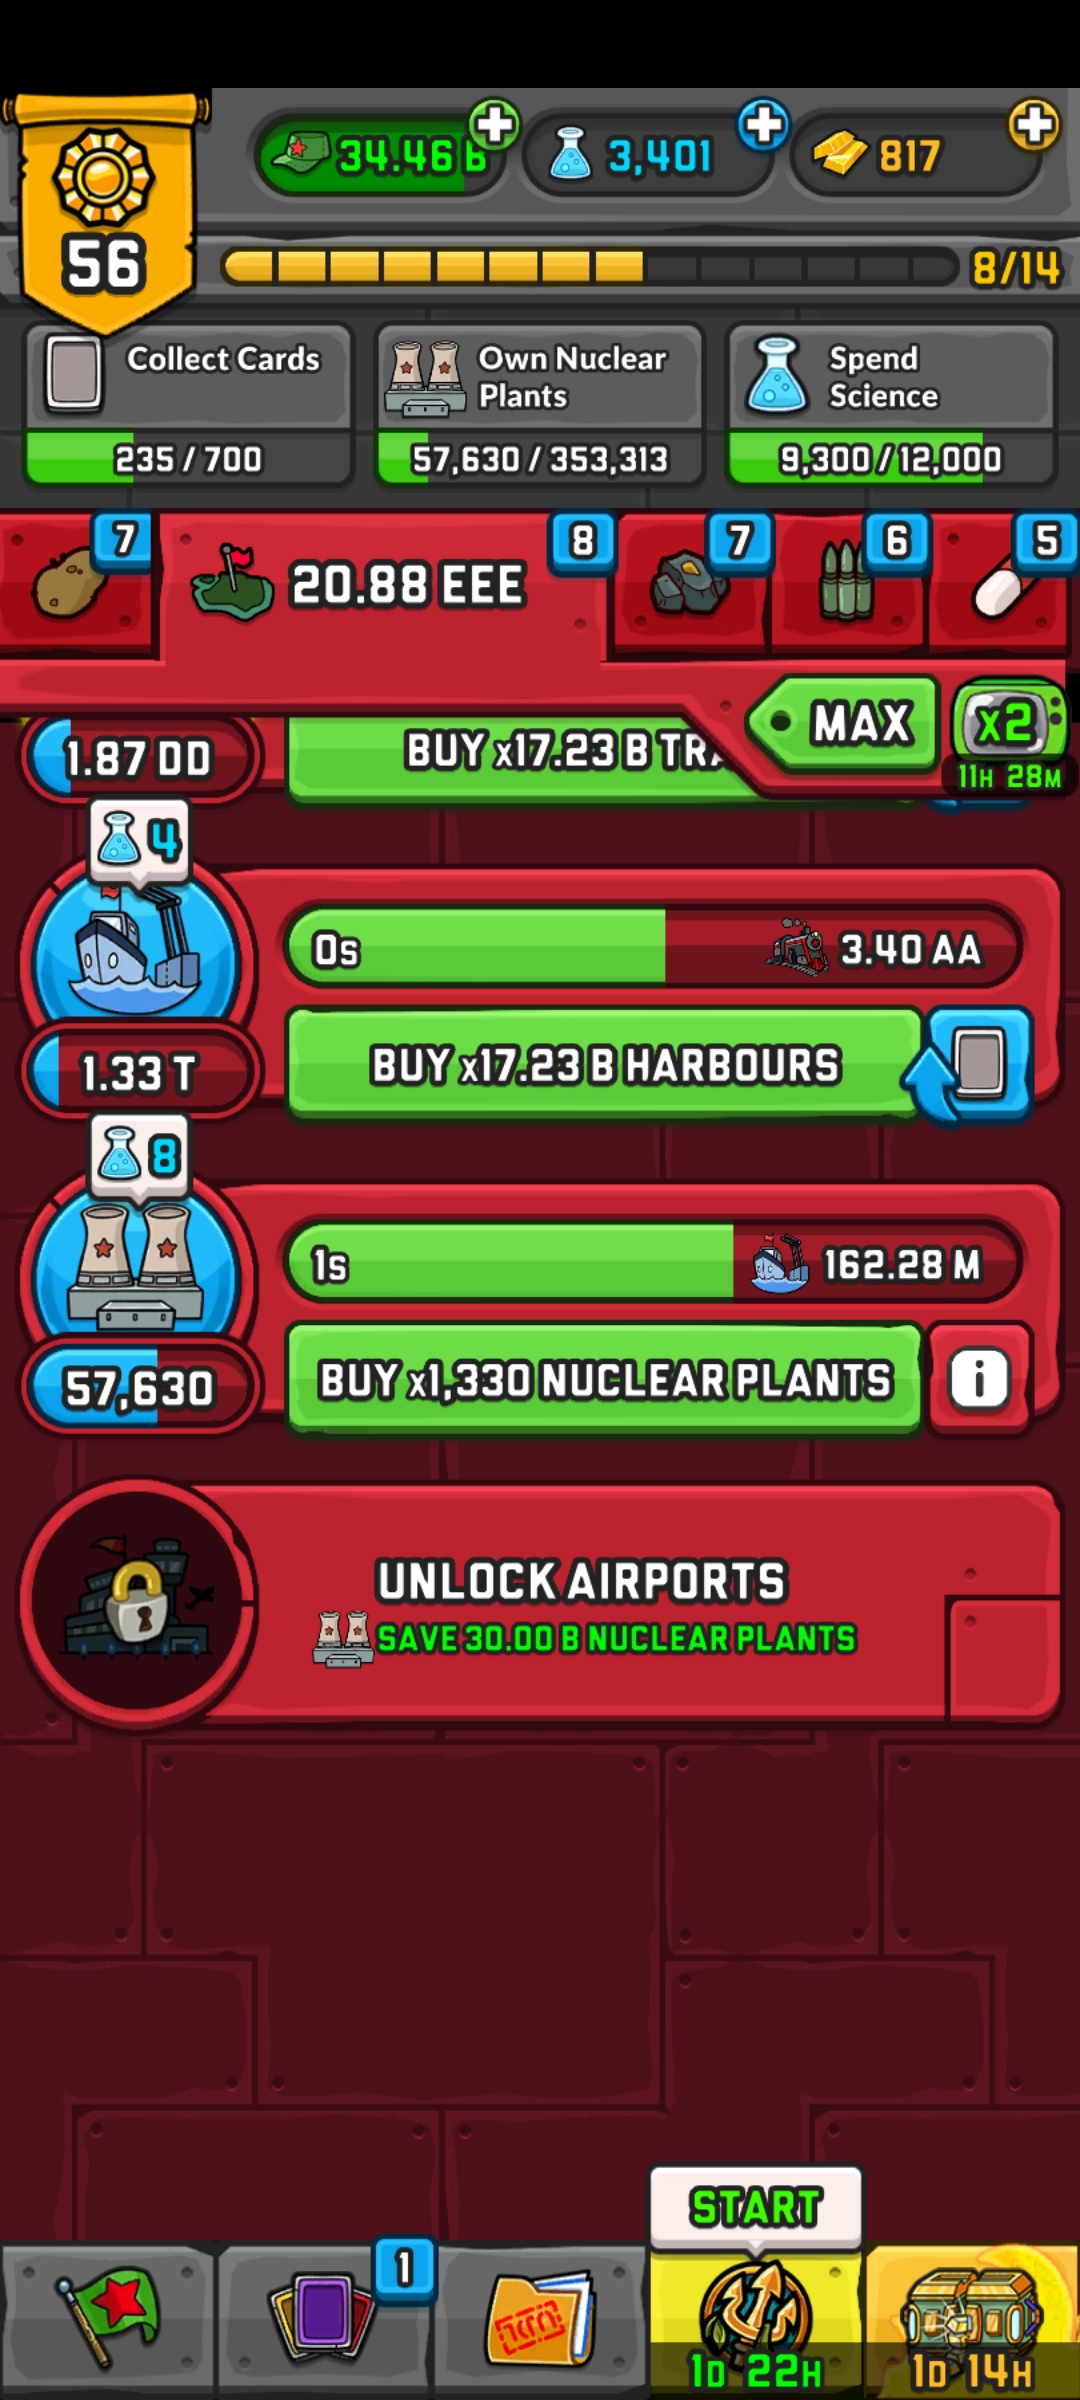 34.46 B
3,401
817
56
8/14
Collect Cards
235 / 700
Own Nuclear
Plants
57,630 / 353,313
Spend
Science
9,300 / 12,000
7
20.88 EEE
8
7
6
5
MAX
x2
11H 28M
1.87 DD
BUY x17.23 B TRA
4
0s
3.40 AA
1.33 T
BUY x17.23 B HARBOURS
8
1s
162.28 M
57,630
BUY x1,330 NUCLEAR PLANTS
i
UNLOCK AIRPORTS
SAVE 30.00 B NUCLEAR PLANTS
START
1
1D 22H
1D 14H